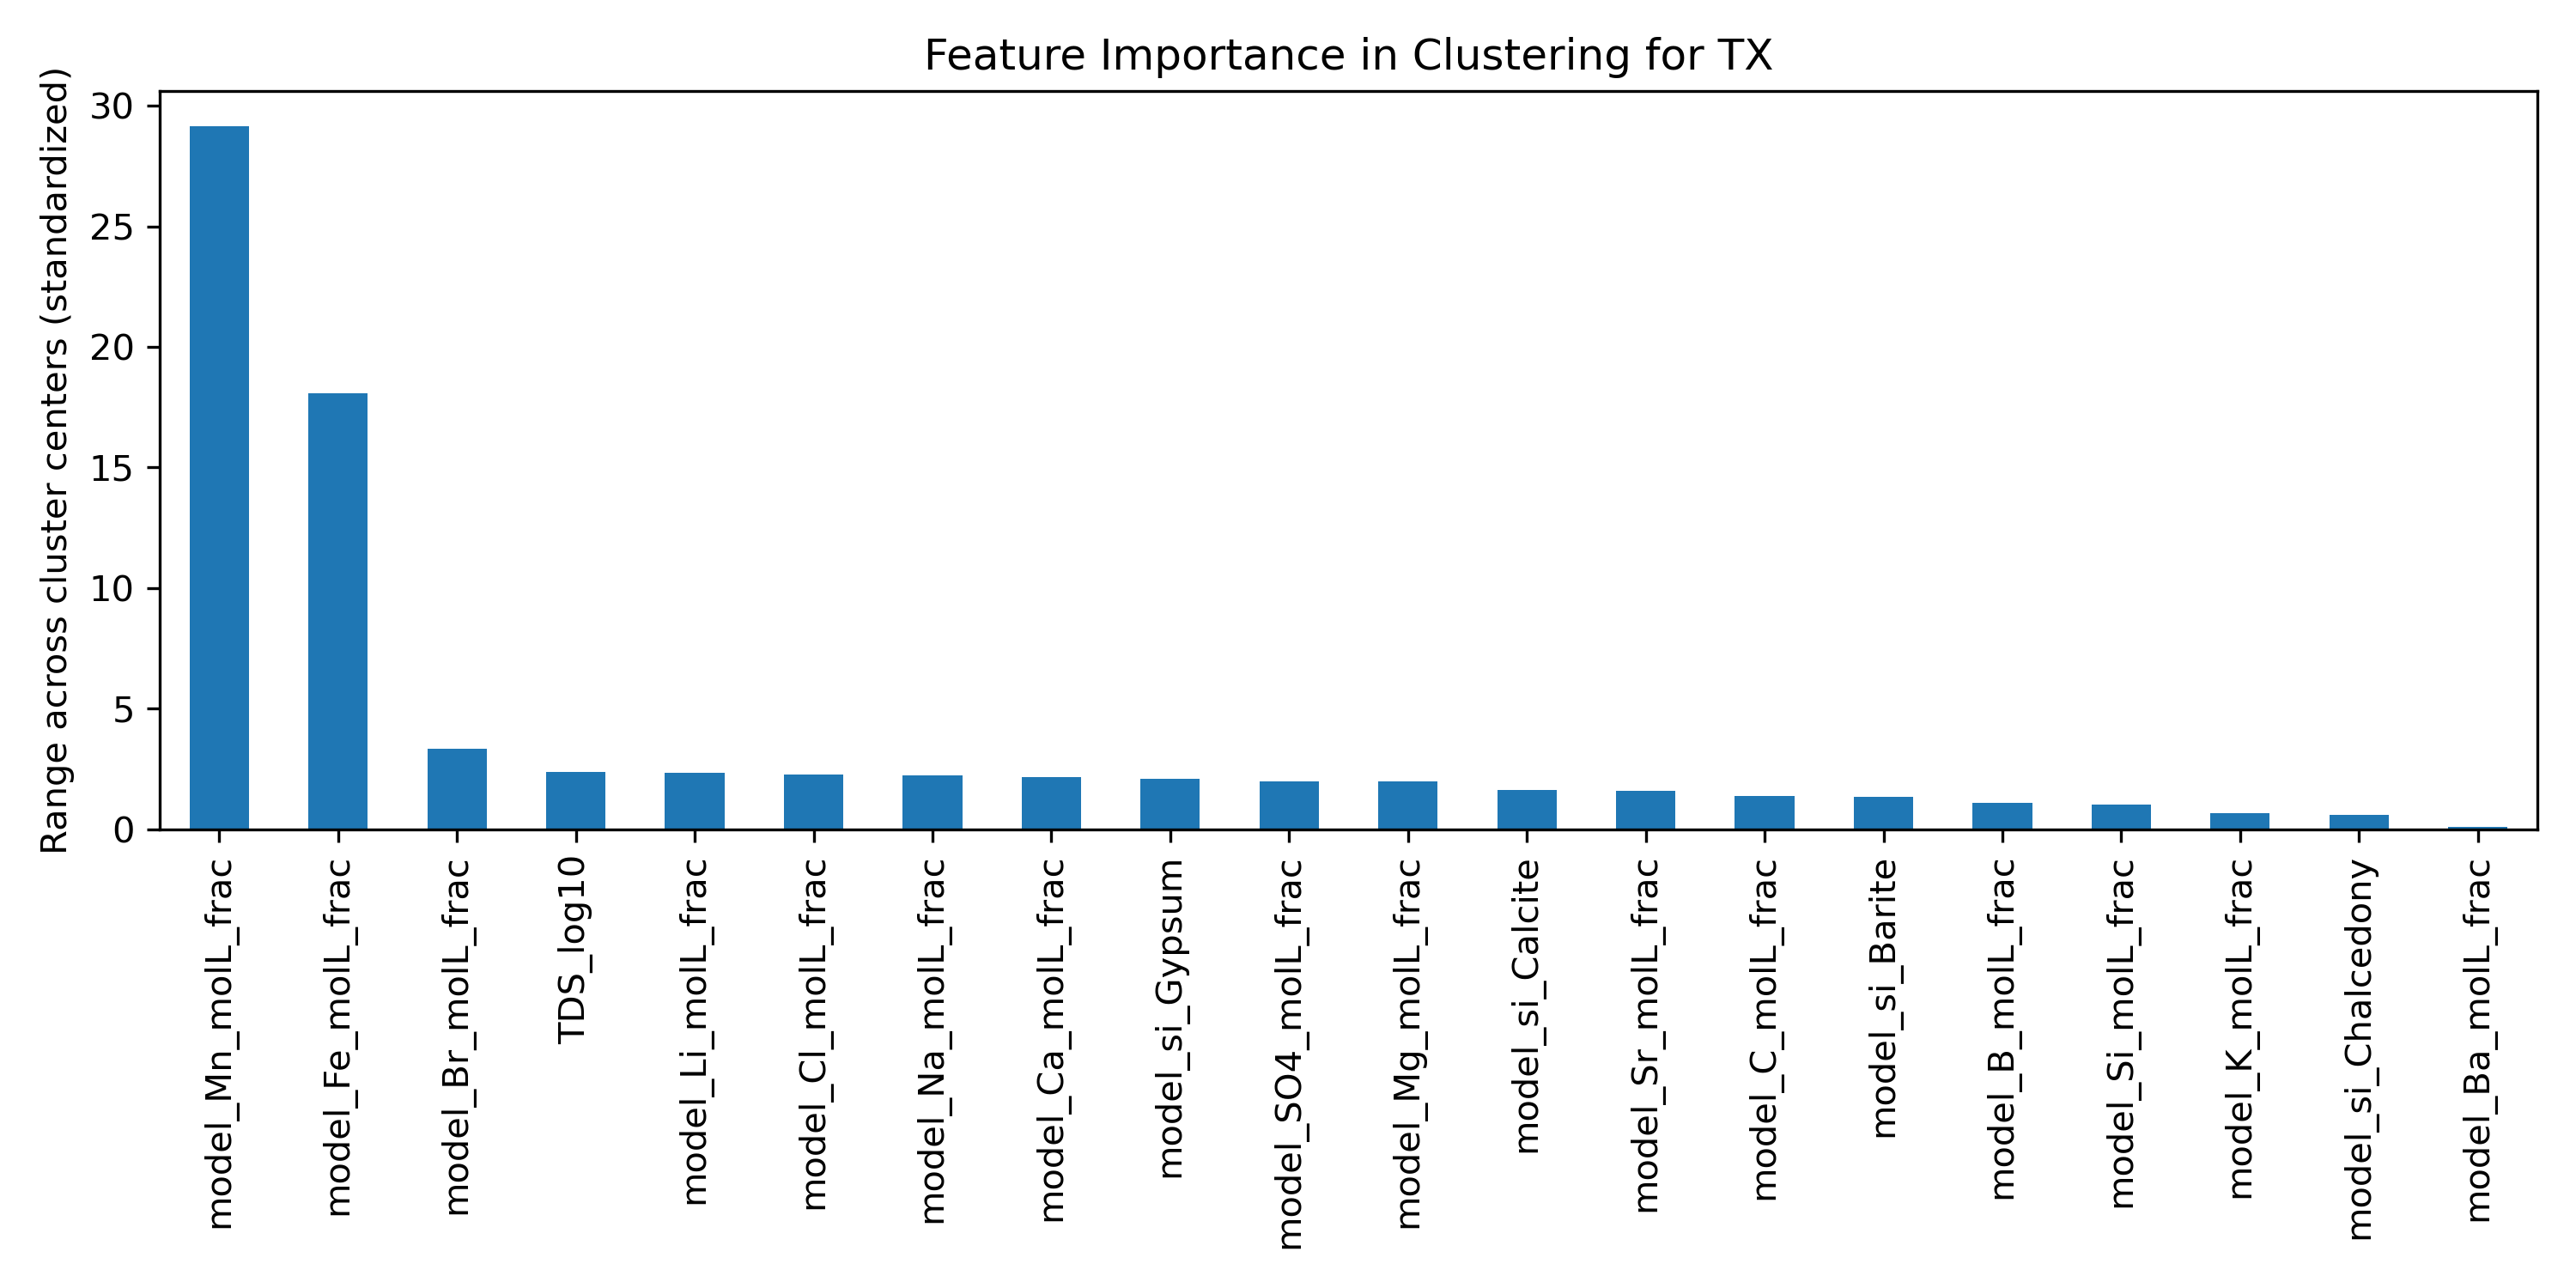 Feature Importance in Clustering for TX
Range across cluster centers (standardized)
30
25
20
15
10
5
0
model_Mn_molL_frac
model_Fe_molL_frac
model_Br_molL_frac
TDS_log10
model_Li_molL_frac
model_Cl_molL_frac
model_Na_molL_frac
model_Ca_molL_frac
model_si_Gypsum
model_SO4_molL_frac
model_Mg_molL_frac
model_si_Calcite
model_Sr_molL_frac
model_C_molL_frac
model_si_Barite
model_B_molL_frac
model_Si_molL_frac
model_K_molL_frac
model_si_Chalcedony
model_Ba_molL_frac